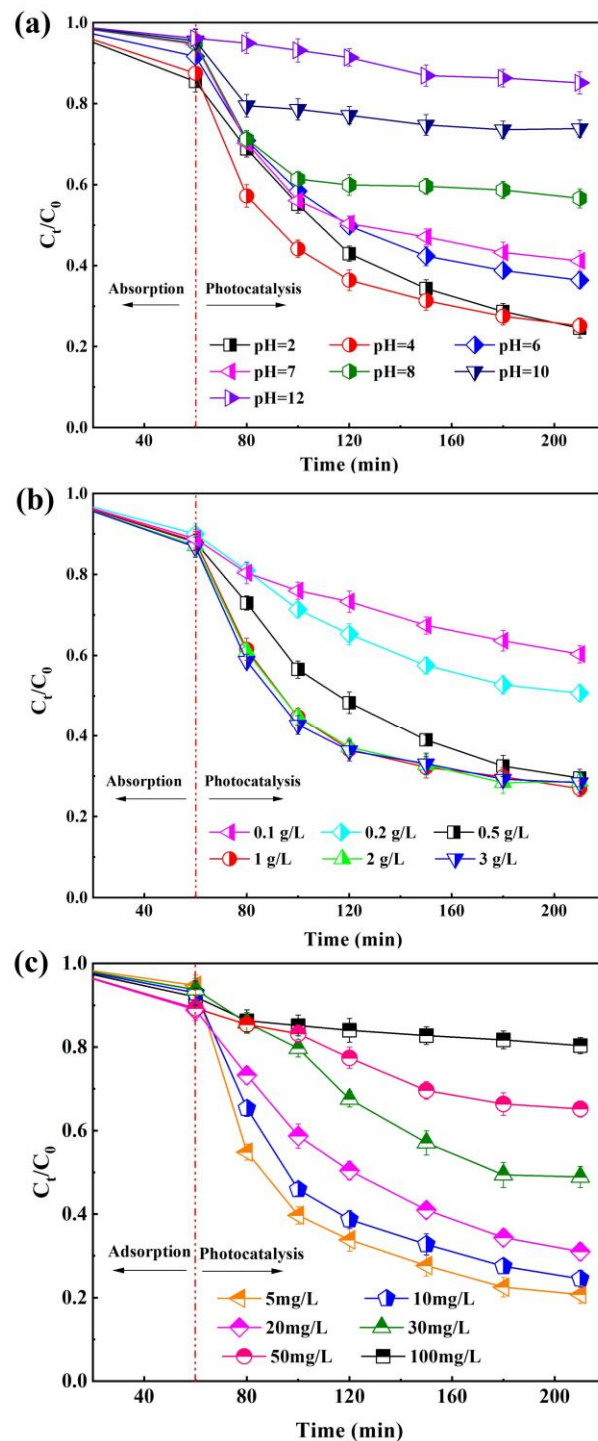 (a)
1.0
0.8
0.6
0.4
0.2
0.0
Ct/C0
Absorption Photocatalysis
pH=2 pH=4 pH=6
pH=7 pH=8 pH=10
pH=12
40 80 120 160 200
Time (min)
(b)
1.0
0.8
0.6
0.4
0.2
0.0
Ct/C0
Absorption Photocatalysis
0.1 g/L 0.2 g/L 0.5 g/L
1 g/L 2 g/L 3 g/L
40 80 120 160 200
Time (min)
(c)
1.0
0.8
0.6
0.4
0.2
0.0
Ct/C0
Adsorption Photocatalysis
5mg/L 10mg/L
20mg/L 30mg/L
50mg/L 100mg/L
40 80 120 160 200
Time (min)